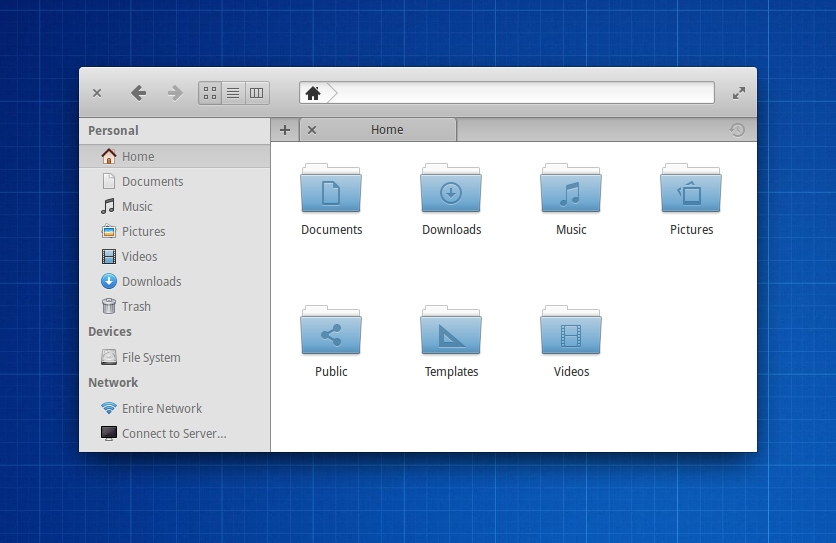 Personal
Home
Documents
Music
Pictures
Videos
Downloads
Trash
Devices
File System
Network
Entire Network
Connect to Server...
Home
Documents Downloads Music Pictures
Public Templates Videos